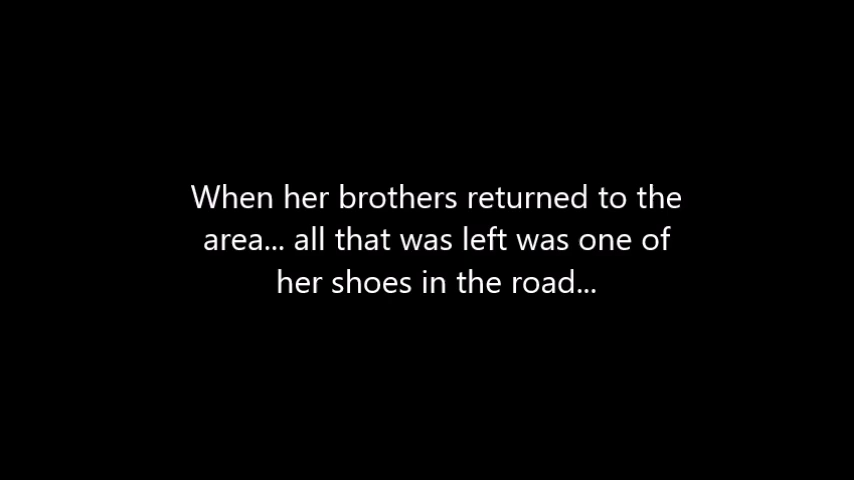 When her brothers returned to the
area... all that was left was one of
her shoes in the road...